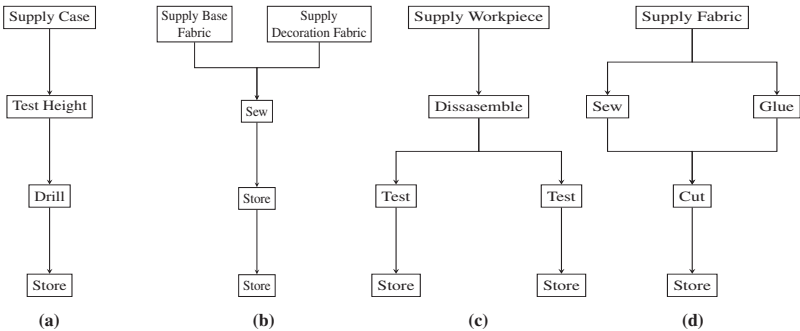 Supply Case
Test Height
Drill
Store
(a)
Supply Base
Fabric
Supply
Decoration Fabric
Sew
Store
Store
(b)
Supply Workpiece
Dissasemble
Test
Test
Store
Store
(c)
Supply Fabric
Sew
Glue
Cut
Store
(d)